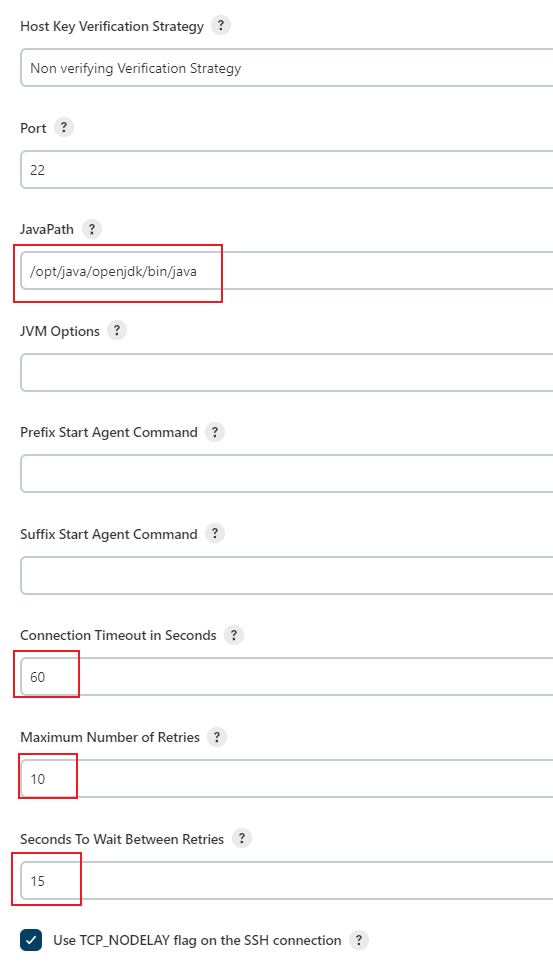 Host Key Verification Strategy ?
Non verifying Verification Strategy
Port ?
22
JavaPath ?
/opt/java/openjdk/bin/java
JVM Options ?
Prefix Start Agent Command ?
Suffix Start Agent Command ?
Connection Timeout in Seconds ?
60
Maximum Number of Retries ?
10
Seconds To Wait Between Retries ?
15
Use TCP_NODELAY flag on the SSH connection ?